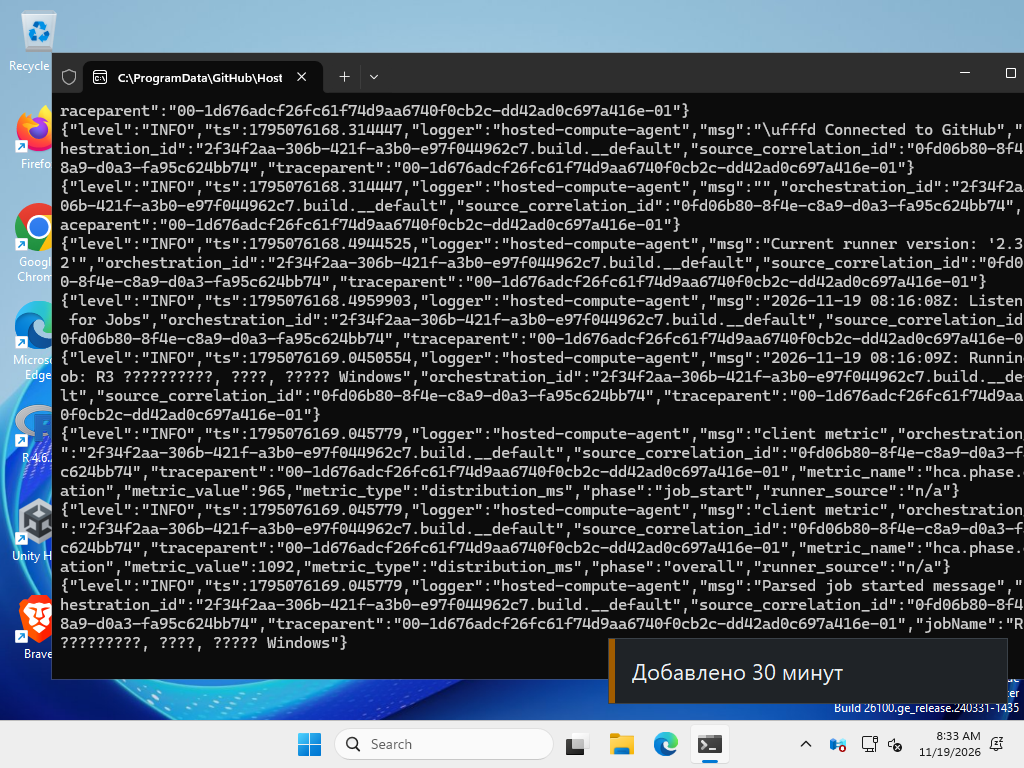 Recycle
Firefo
Google
Chrom
Microso
Edge
R 4.6.
Unity H
Brave
C:\ProgramData\GitHub\Host
raceparent":"00-1d676adcf26fc61f74d9aa6740f0cb2c-dd42ad0c697a416e-01"}
{"level":"INFO","ts":1795076168.314447,"logger":"hosted-compute-agent","msg":"\ufffd Connected to GitHub","
hestration_id":"2f34f2aa-306b-421f-a3b0-e97f044962c7.build.__default","source_correlation_id":"0fd06b80-8f4
8a9-d0a3-fa95c624bb74","traceparent":"00-1d676adcf26fc61f74d9aa6740f0cb2c-dd42ad0c697a416e-01"}
{"level":"INFO","ts":1795076168.314447,"logger":"hosted-compute-agent","msg":"","orchestration_id":"2f34f2a
06b-421f-a3b0-e97f044962c7.build.__default","source_correlation_id":"0fd06b80-8f4e-c8a9-d0a3-fa95c624bb74",
aceparent":"00-1d676adcf26fc61f74d9aa6740f0cb2c-dd42ad0c697a416e-01"}
{"level":"INFO","ts":1795076168.4944525,"logger":"hosted-compute-agent","msg":"Current runner version: '2.3
2'","orchestration_id":"2f34f2aa-306b-421f-a3b0-e97f044962c7.build.__default","source_correlation_id":"0fd0
0-8f4e-c8a9-d0a3-fa95c624bb74","traceparent":"00-1d676adcf26fc61f74d9aa6740f0cb2c-dd42ad0c697a416e-01"}
{"level":"INFO","ts":1795076168.4959903,"logger":"hosted-compute-agent","msg":"2026-11-19 08:16:08Z: Listen
for Jobs","orchestration_id":"2f34f2aa-306b-421f-a3b0-e97f044962c7.build.__default","source_correlation_id
0fd06b80-8f4e-c8a9-d0a3-fa95c624bb74","traceparent":"00-1d676adcf26fc61f74d9aa6740f0cb2c-dd42ad0c697a416e-0
{"level":"INFO","ts":1795076169.0450554,"logger":"hosted-compute-agent","msg":"2026-11-19 08:16:09Z: Runnin
ob: R3 ??????????, ????, ????? Windows","orchestration_id":"2f34f2aa-306b-421f-a3b0-e97f044962c7.build.__de
lt","source_correlation_id":"0fd06b80-8f4e-c8a9-d0a3-fa95c624bb74","traceparent":"00-1d676adcf26fc61f74d9aa
0f0cb2c-dd42ad0c697a416e-01"}
{"level":"INFO","ts":1795076169.045779,"logger":"hosted-compute-agent","msg":"client metric","orchestration
":"2f34f2aa-306b-421f-a3b0-e97f044962c7.build.__default","source_correlation_id":"0fd06b80-8f4e-c8a9-d0a3-f
c624bb74","traceparent":"00-1d676adcf26fc61f74d9aa6740f0cb2c-dd42ad0c697a416e-01","metric_name":"hca.phase.
ation","metric_value":965,"metric_type":"distribution_ms","phase":"job_start","runner_source":"n/a"}
{"level":"INFO","ts":1795076169.045779,"logger":"hosted-compute-agent","msg":"client metric","orchestration
":"2f34f2aa-306b-421f-a3b0-e97f044962c7.build.__default","source_correlation_id":"0fd06b80-8f4e-c8a9-d0a3-f
c624bb74","traceparent":"00-1d676adcf26fc61f74d9aa6740f0cb2c-dd42ad0c697a416e-01","metric_name":"hca.phase.
ation","metric_value":1092,"metric_type":"distribution_ms","phase":"overall","runner_source":"n/a"}
{"level":"INFO","ts":1795076169.045779,"logger":"hosted-compute-agent","msg":"Parsed job started message","
hestration_id":"2f34f2aa-306b-421f-a3b0-e97f044962c7.build.__default","source_correlation_id":"0fd06b80-8f4
8a9-d0a3-fa95c624bb74","traceparent":"00-1d676adcf26fc61f74d9aa6740f0cb2c-dd42ad0c697a416e-01","jobName":"R
?????????, ????, ????? Windows"}
Добавлено 30 минут
Build 26100.ge_release.240331-1435
Search
8:33 AM
11/19/2026